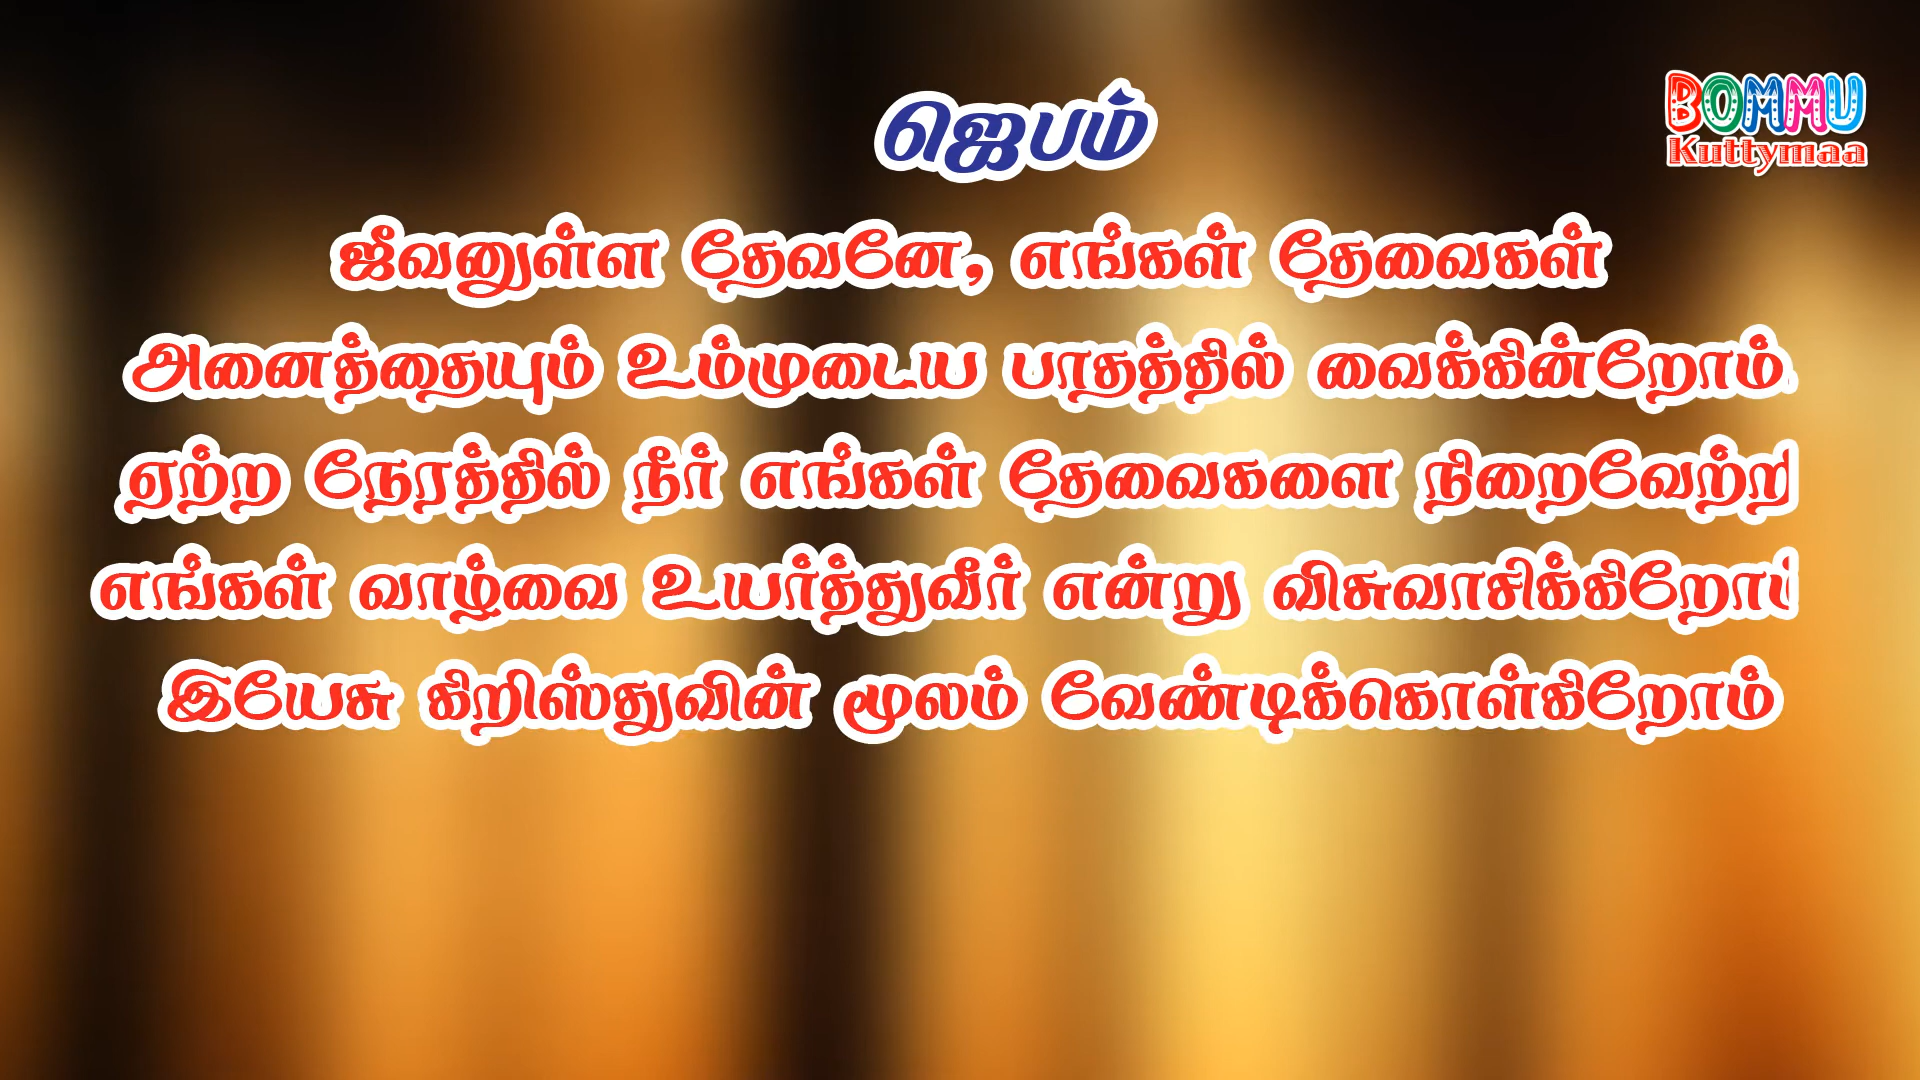 ஜெபம்
BOMMU
Kuttymaa
ஜீவனுள்ள தேவனே, எங்கள் தேவைகள்
அனைத்தையும் உம்முடைய பாதத்தில் வைக்கின்றோம்.
ஏற்ற நேரத்தில் நீர் எங்கள் தேவைகளை நிறைவேற்றி
எங்கள் வாழ்வை உயர்த்துவீர் என்று விசுவாசிக்கிறோம்
இயேசு கிறிஸ்துவின் மூலம் வேண்டிக்கொள்கிறோம்